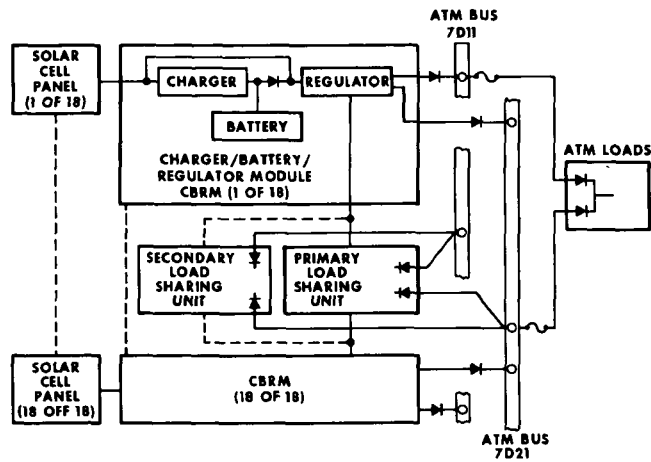 ATM BUS
7D11
SOLAR
CELL
PANEL
(1 OF 18)
CHARGER
REGULATOR
BATTERY
CHARGER/BATTERY/
REGULATOR MODULE
CBRM (1 OF 18)
ATM LOADS
SECONDARY
LOAD
SHARING
UNIT
PRIMARY
LOAD
SHARING
UNIT
SOLAR
CELL
PANEL
(18 OFF 18)
CBRM
(18 OF 18)
ATM BUS
7D21